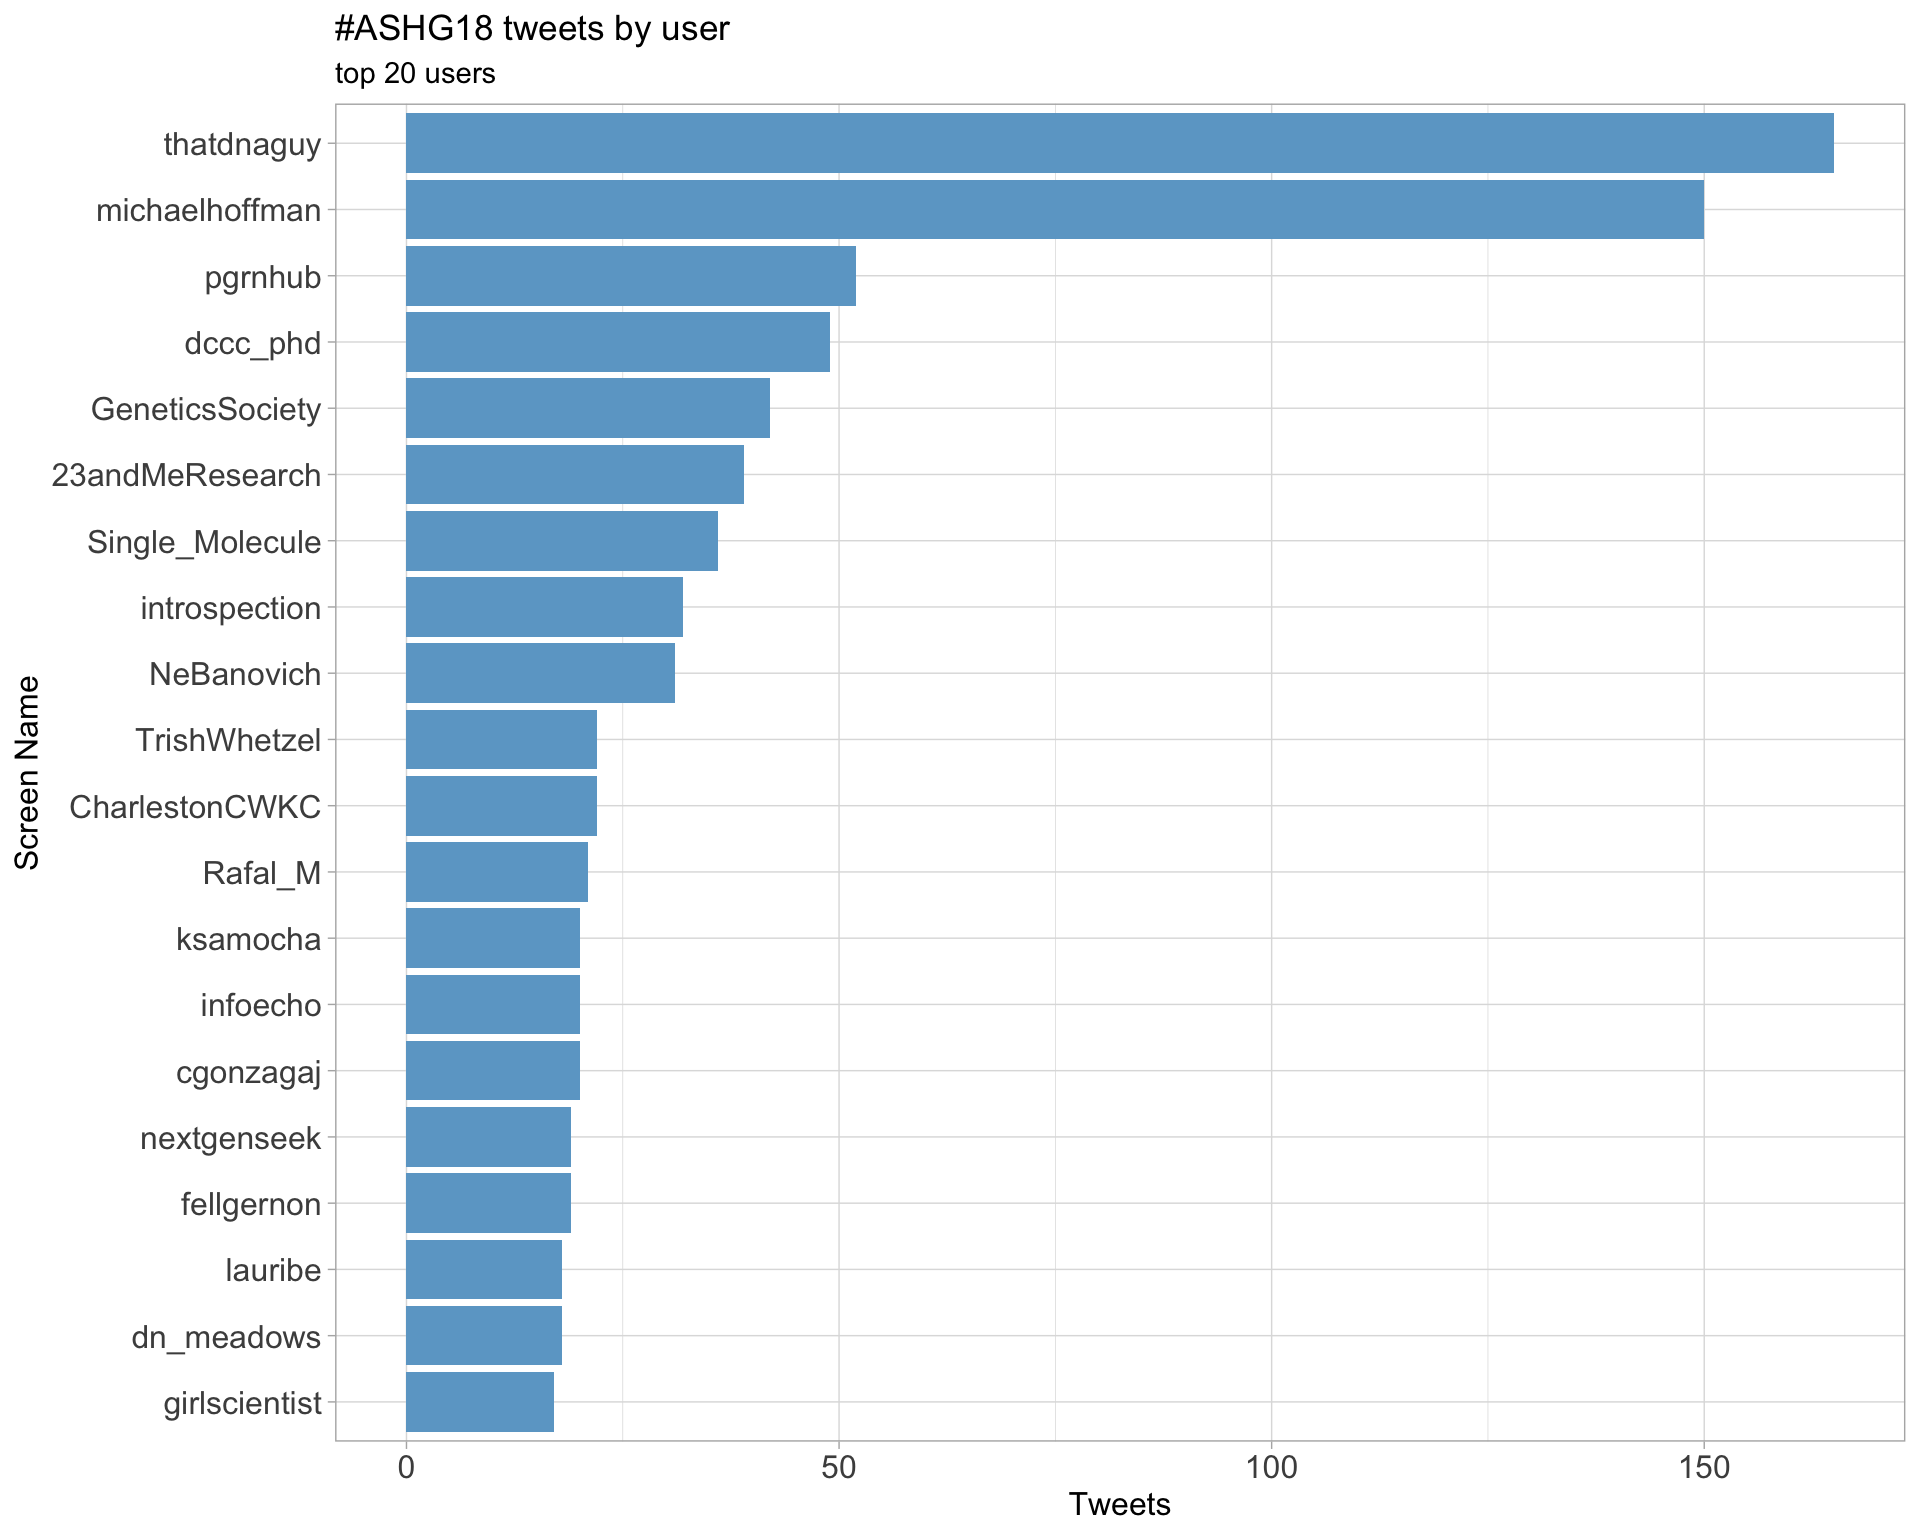 #ASHG18 tweets by user
top 20 users
Screen Name
thatdnaguy
michaelhoffman
pgrnhub
dccc_phd
GeneticsSociety
23andMeResearch
Single_Molecule
introspection
NeBanovich
TrishWhetzel
CharlestonCWKC
Rafal_M
ksamocha
infoecho
cgonzagaj
nextgenseek
fellgernon
lauribe
dn_meadows
girlscientist
0 50 100 150
Tweets